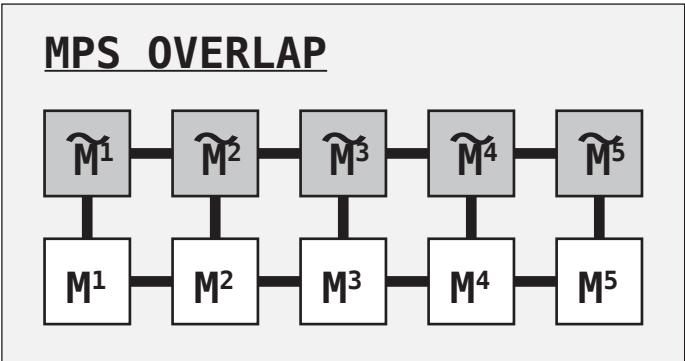 MPS OVERLAP
M̃¹ M̃² M̃³ M̃⁴ M̃⁵
M¹ M² M³ M⁴ M⁵